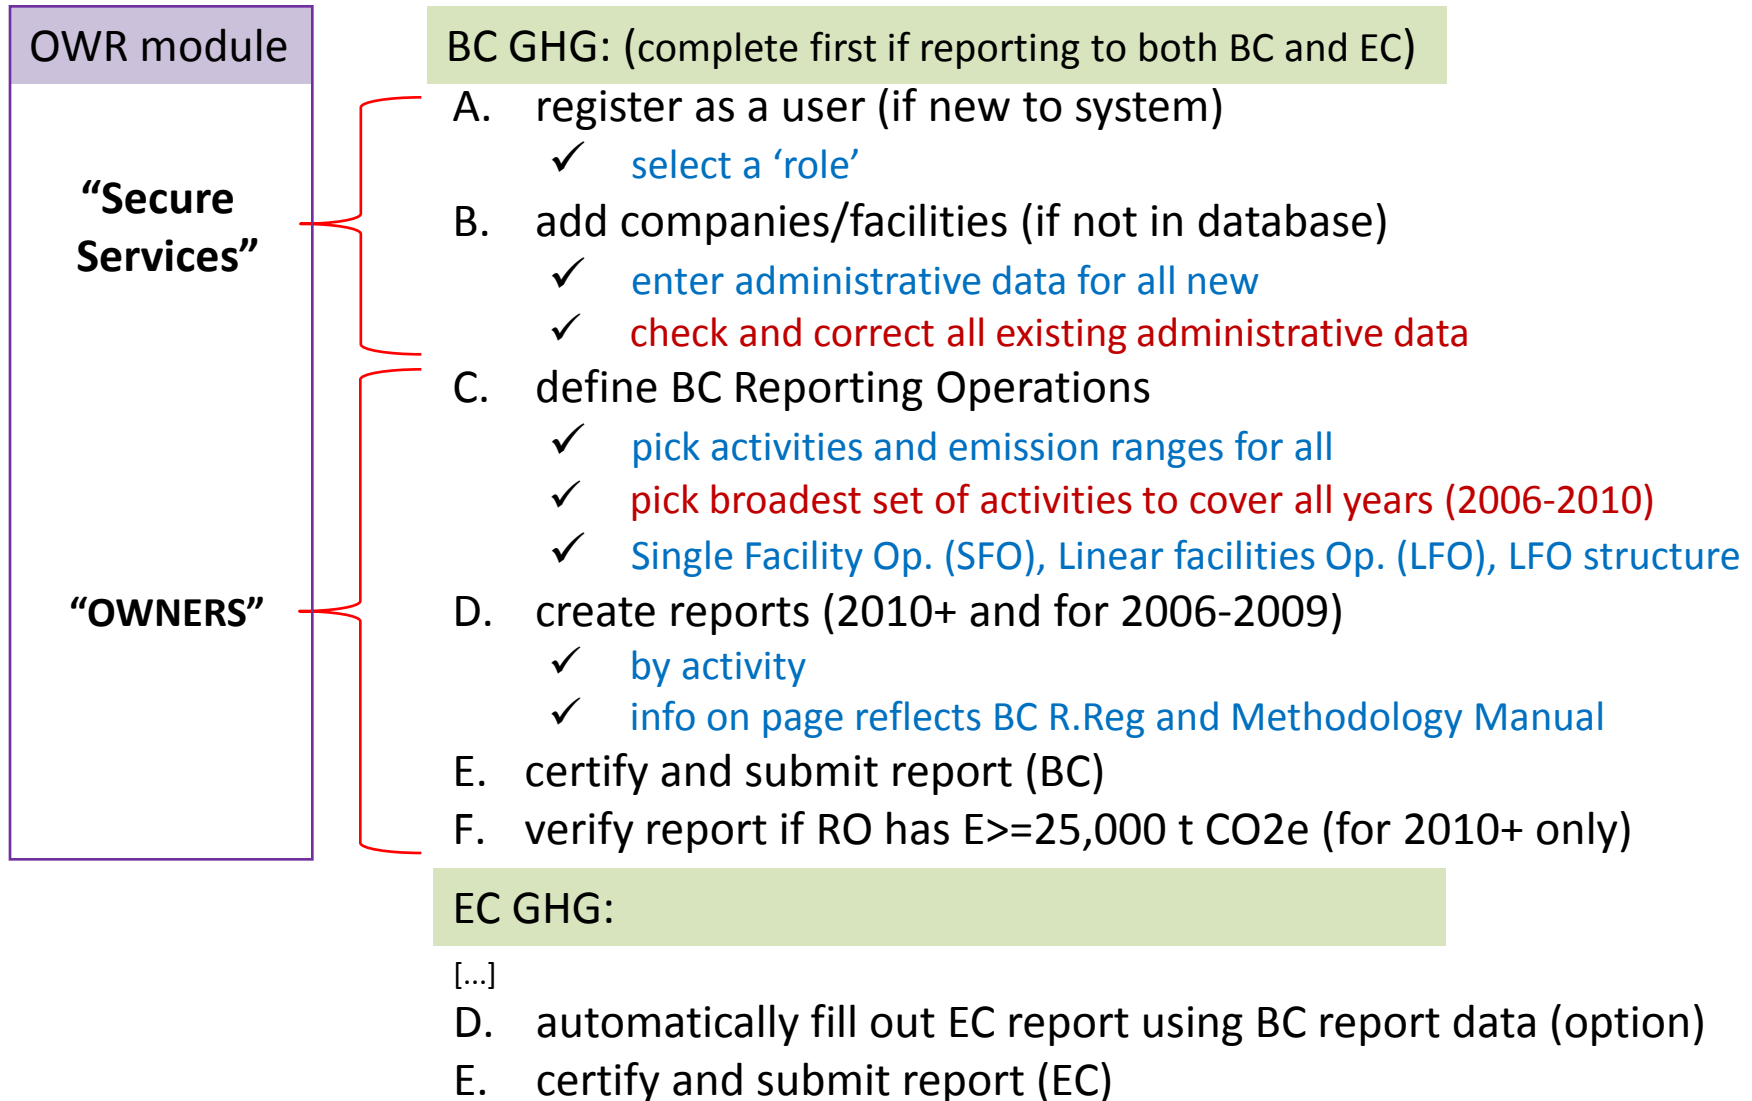 OWR module
“Secure
Services”
“OWNERS”
BC GHG: (complete first if reporting to both BC and EC)
A. register as a user (if new to system)
✓ select a ‘role’
B. add companies/facilities (if not in database)
✓ enter administrative data for all new
✓ check and correct all existing administrative data
C. define BC Reporting Operations
✓ pick activities and emission ranges for all
✓ pick broadest set of activities to cover all years (2006-2010)
✓ Single Facility Op. (SFO), Linear facilities Op. (LFO), LFO structure
D. create reports (2010+ and for 2006-2009)
✓ by activity
✓ info on page reflects BC R.Reg and Methodology Manual
E. certify and submit report (BC)
F. verify report if RO has E>=25,000 t CO2e (for 2010+ only)
EC GHG:
[...]
D. automatically fill out EC report using BC report data (option)
E. certify and submit report (EC)